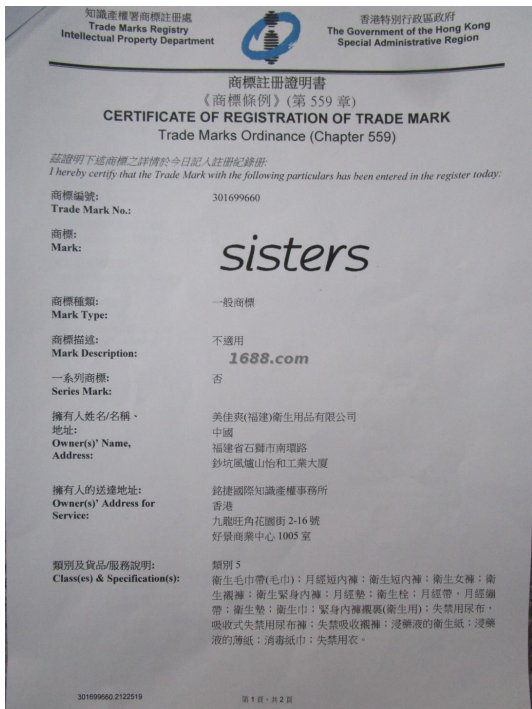 知識產權署商標註冊處
Trade Marks Registry
Intellectual Property Department
香港特別行政區政府
The Government of the Hong Kong
Special Administrative Region
商標註冊證明書
《商標條例》(第 559 章)
CERTIFICATE OF REGISTRATION OF TRADE MARK
Trade Marks Ordinance (Chapter 559)
茲證明下述商標之詳情於今日記入註冊紀錄冊:
I hereby certify that the Trade Mark with the following particulars has been entered in the register today:
商標編號:
Trade Mark No.:
301699660
商標:
Mark:
sisters
商標種類:
Mark Type:
一般商標
商標描述:
Mark Description:
不適用
1688.com
一系列商標:
Series Mark:
否
擁有人姓名/名稱、
地址:
Owner(s)' Name,
Address:
美佳爽(福建)衛生用品有限公司
中國
福建省石獅市南環路
鈔坑風爐山怡和工業大廈
擁有人的送達地址:
Owner(s)' Address for
Service:
銘捷國際知識產權事務所
香港
九龍旺角花園街 2-16 號
好景商業中心 1005 室
類別及貨品/服務說明:
Class(es) & Specification(s):
類別 5
衛生毛巾帶(毛巾)；月經短內褲；衛生短內褲；衛生女褲；衛
生襯褲；衛生緊身內褲；月經墊；衛生栓；月經帶，月經繃
帶；衛生墊；衛生巾；緊身內褲襯裏(衛生用)；失禁用尿布，
吸收式失禁用尿布褲；失禁吸收襯褲；浸藥液的衛生紙；浸藥
液的薄紙；消毒紙巾；失禁用衣。
301699660 2122519
第 1 頁，共 2 頁